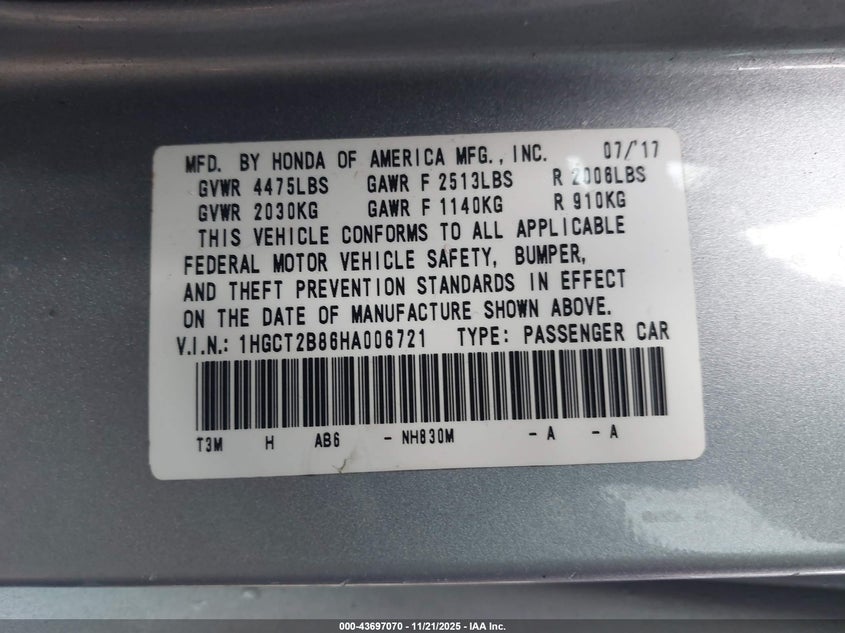 MFD. BY HONDA OF AMERICA MFG., INC. 07/'17
GVWR 4475LBS GAWR F 2513LBS R 2006LBS
GVWR 2030KG GAWR F 1140KG R 910KG
THIS VEHICLE CONFORMS TO ALL APPLICABLE
FEDERAL MOTOR VEHICLE SAFETY, BUMPER,
AND THEFT PREVENTION STANDARDS IN EFFECT
ON THE DATE OF MANUFACTURE SHOWN ABOVE.
V.I.N.: 1HGCT2B86HA006721 TYPE: PASSENGER CAR
T3M H AB6 - NH830M - A - A
000-43697070 - 11/21/2025 - IAA Inc.